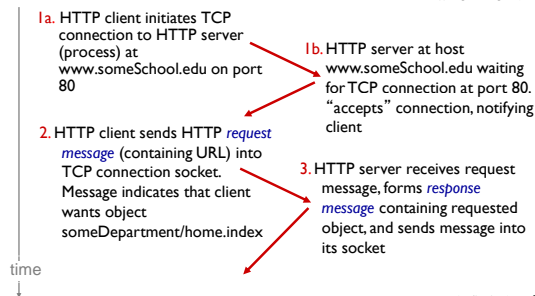 1a. HTTP client initiates TCP
connection to HTTP server
(process) at
www.someSchool.edu on port
80
1b. HTTP server at host
www.someSchool.edu waiting
for TCP connection at port 80.
“accepts” connection, notifying
client
2. HTTP client sends HTTP request
message (containing URL) into
TCP connection socket.
Message indicates that client
wants object
someDepartment/home.index
3. HTTP server receives request
message, forms response
message containing requested
object, and sends message into
its socket
time